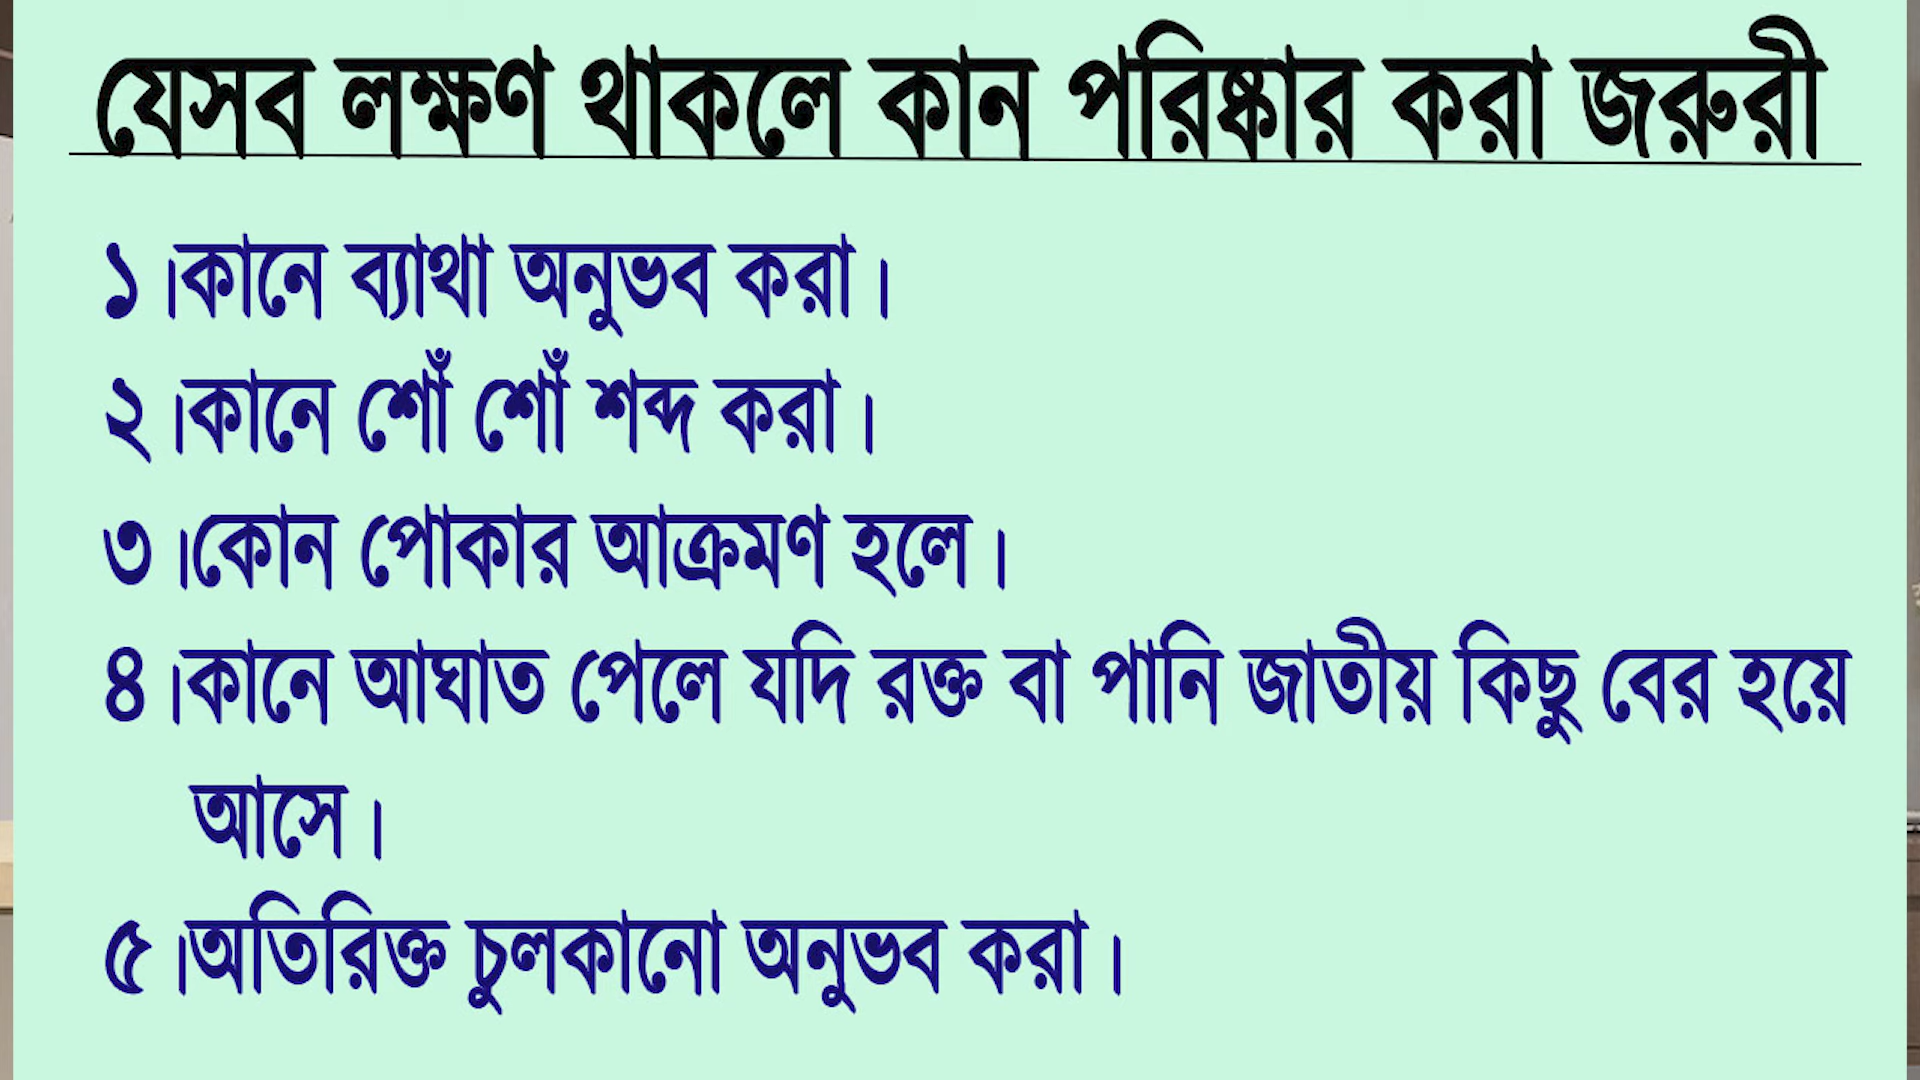 যেসব লক্ষণ থাকলে কান পরিষ্কার করা জরুরী
১।কানে ব্যাথা অনুভব করা।
২।কানে শোঁ শোঁ শব্দ করা।
৩।কোন পোকার আক্রমণ হলে।
৪।কানে আঘাত পেলে যদি রক্ত বা পানি জাতীয় কিছু বের হয়ে
আসে।
৫।অতিরিক্ত চুলকানো অনুভব করা।